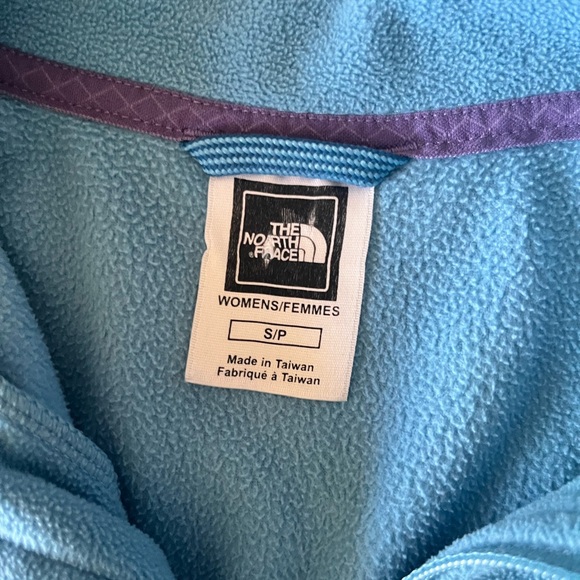 THE
NORTH
FACE
WOMENS/FEMMES
S/P
Made in Taiwan
Fabriqué à Taiwan